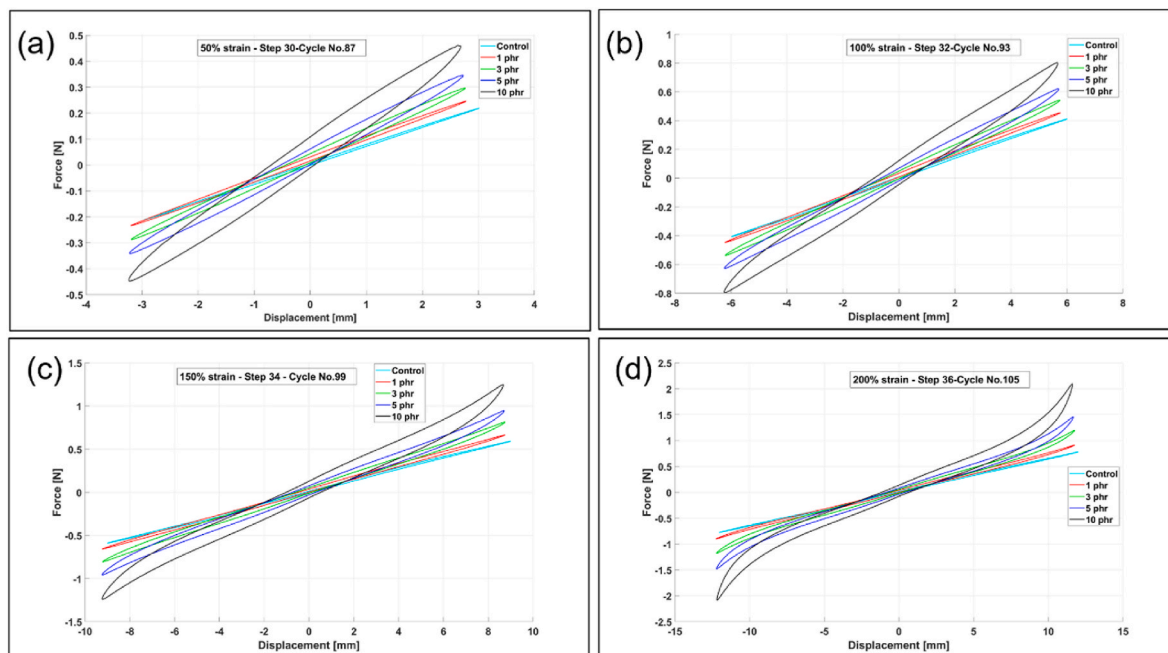 (a)
50% strain - Step 30-Cycle No.87
Control
1 phr
3 phr
5 phr
10 phr
0.5
0.4
0.3
0.2
0.1
0
-0.1
-0.2
-0.3
-0.4
-0.5
Force [N]
-4 -3 -2 -1 0 1 2 3 4
Displacement [mm]
(b)
100% strain - Step 32-Cycle No.93
Control
1 phr
3 phr
5 phr
10 phr
1
0.8
0.6
0.4
0.2
0
-0.2
-0.4
-0.6
-0.8
Force [N]
-8 -6 -4 -2 0 2 4 6 8
Displacement [mm]
(c)
150% strain - Step 34 - Cycle No.99
Control
1 phr
3 phr
5 phr
10 phr
1.5
1
0.5
0
-0.5
-1
-1.5
Force [N]
-10 -8 -6 -4 -2 0 2 4 6 8 10
Displacement [mm]
(d)
200% strain - Step 36-Cycle No.105
Control
1 phr
3 phr
5 phr
10 phr
2.5
2
1.5
1
0.5
0
-0.5
-1
-1.5
-2
-2.5
Force [N]
-15 -10 -5 0 5 10 15
Displacement [mm]